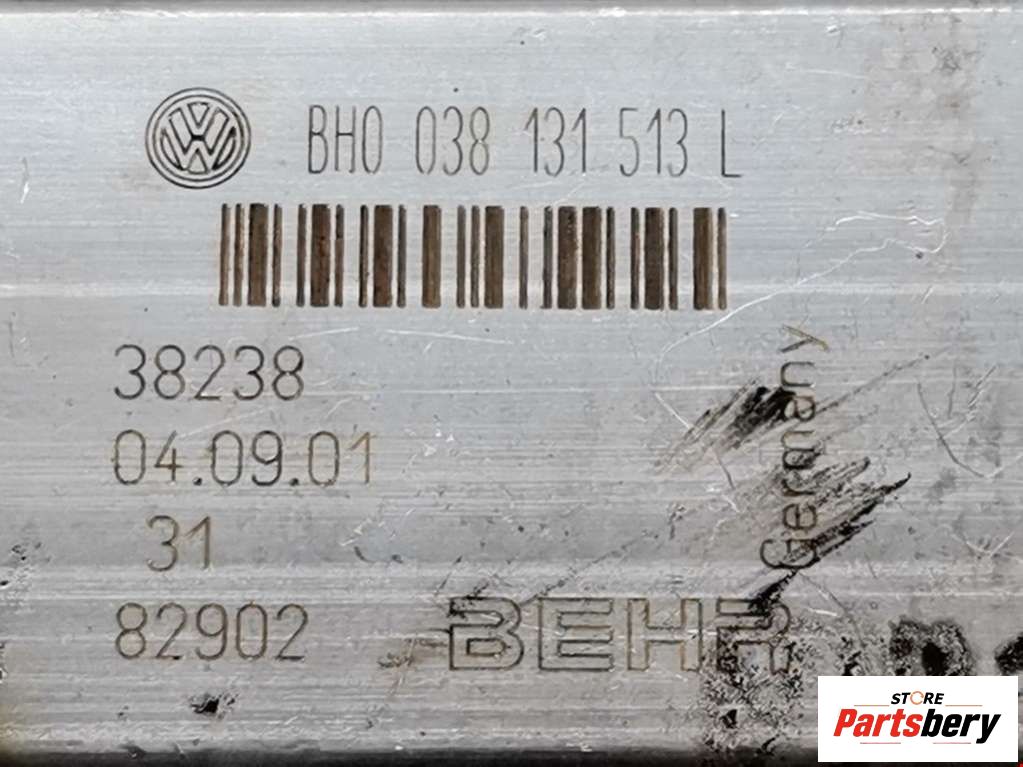 BH0 038 131 513 L
38238
04.09.01
31
82902
BEHR
Germany
STORE
Partsbery